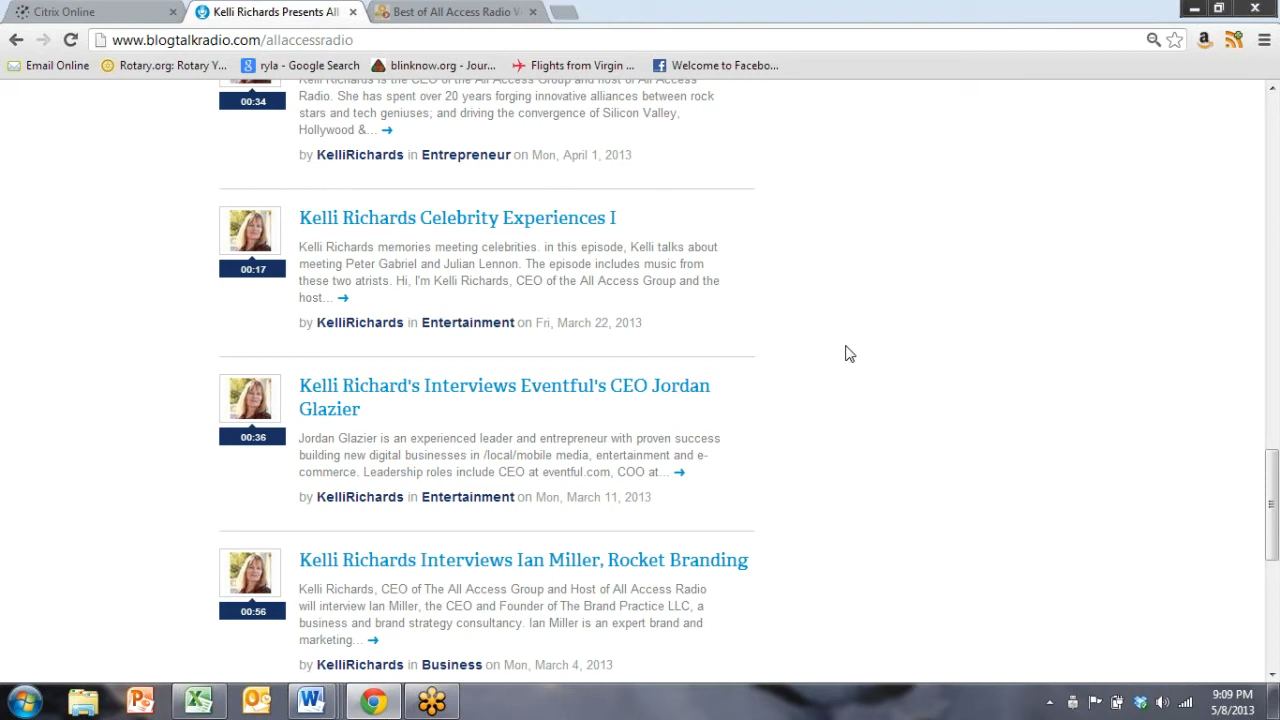 Citrix Online
Kelli Richards Presents All
Best of All Access Radio
www.blogtalkradio.com/allaccessradio
Email Online
Rotary.org: Rotary Y...
ryla - Google Search
blinknow.org - Jour...
Flights from Virgin ...
Welcome to Facebo...
Kelli Richards is the CEO of the All Access Group and host of All Access
Radio. She has spent over 20 years forging innovative alliances between rock
stars and tech geniuses; and driving the convergence of Silicon Valley,
Hollywood &... →
00:34
by KelliRichards in Entrepreneur on Mon, April 1, 2013
Kelli Richards Celebrity Experiences I
Kelli Richards memories meeting celebrities. in this episode, Kelli talks about
meeting Peter Gabriel and Julian Lennon. The episode includes music from
these two atrists. Hi, I'm Kelli Richards, CEO of the All Access Group and the
host... →
00:17
by KelliRichards in Entertainment on Fri, March 22, 2013
Kelli Richard's Interviews Eventful's CEO Jordan
Glazier
Jordan Glazier is an experienced leader and entrepreneur with proven success
building new digital businesses in /local/mobile media, entertainment and e-
commerce. Leadership roles include CEO at eventful.com, COO at... →
00:36
by KelliRichards in Entertainment on Mon, March 11, 2013
Kelli Richards Interviews Ian Miller, Rocket Branding
Kelli Richards, CEO of The All Access Group and Host of All Access Radio
will interview Ian Miller, the CEO and Founder of The Brand Practice LLC, a
business and brand strategy consultancy. Ian Miller is an expert brand and
marketing... →
00:56
by KelliRichards in Business on Mon, March 4, 2013
9:09 PM
5/8/2013